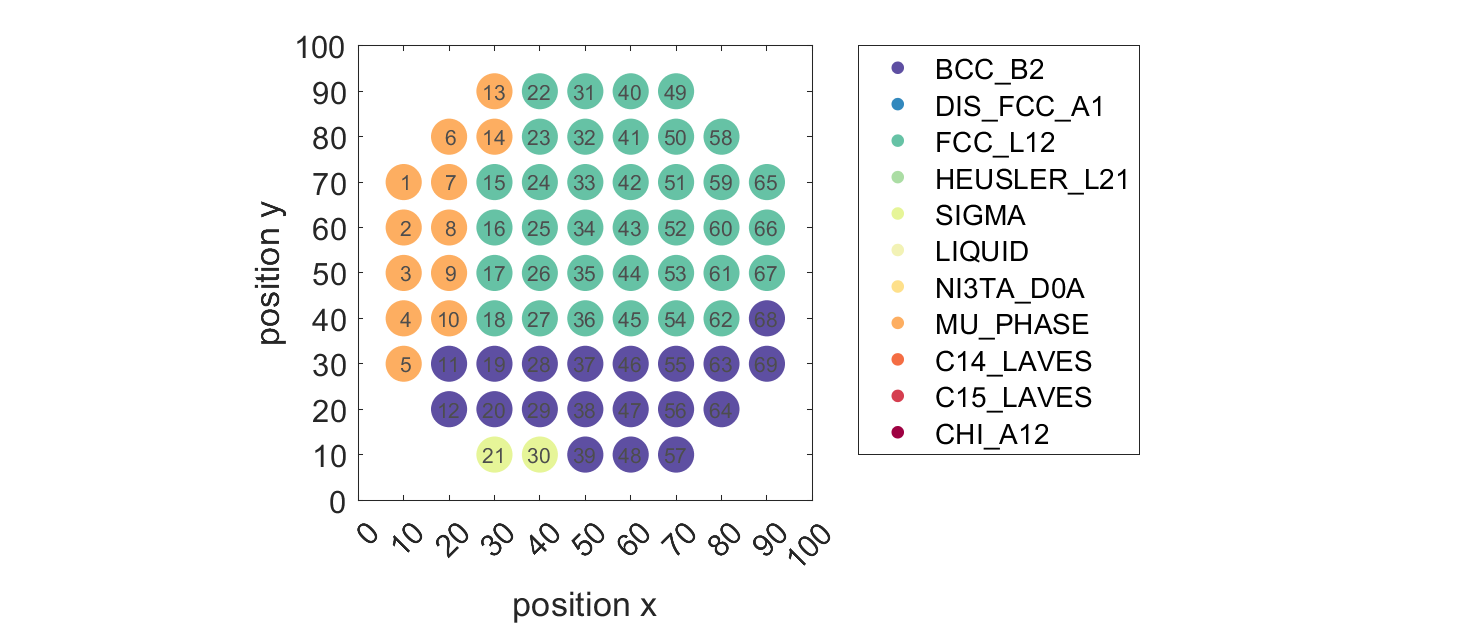 100
90 13 22 31 40 49
80 6 14 23 32 41 50 58
70 1 7 15 24 33 42 51 59 65
60 2 8 16 25 34 43 52 60 66
50 3 9 17 26 35 44 53 61 67
40 4 10 18 27 36 45 54 62 68
30 5 11 19 28 37 46 55 63 69
20 12 20 29 38 47 56 64
10 21 30 39 48 57
0
0 10 20 30 40 50 60 70 80 90 100
position x
position y
BCC_B2
DIS_FCC_A1
FCC_L12
HEUSLER_L21
SIGMA
LIQUID
NI3TA_D0A
MU_PHASE
C14_LAVES
C15_LAVES
CHI_A12